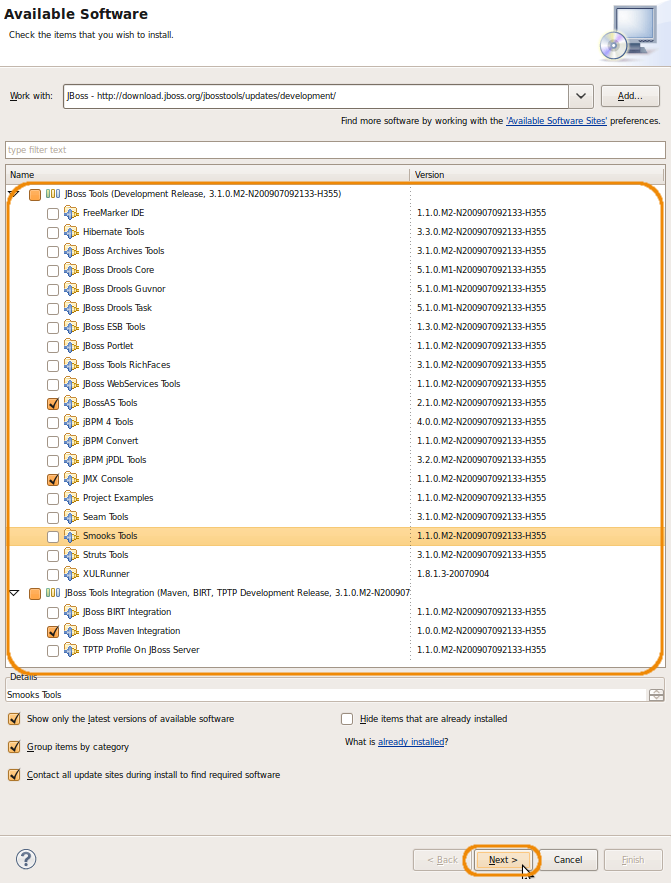 Available Software
Check the items that you wish to install.
Work with: JBoss - http://download.jboss.org/jbosstools/updates/development/ Add...
Find more software by working with the 'Available Software Sites' preferences.
type filter text
Name Version
JBoss Tools (Development Release, 3.1.0.M2-N200907092133-H355)
FreeMarker IDE 1.1.0.M2-N200907092133-H355
Hibernate Tools 3.3.0.M2-N200907092133-H355
JBoss Archives Tools 3.1.0.M2-N200907092133-H355
JBoss Drools Core 5.1.0.M1-N200907092133-H355
JBoss Drools Guvnor 5.1.0.M1-N200907092133-H355
JBoss Drools Task 5.1.0.M1-N200907092133-H355
JBoss ESB Tools 1.3.0.M2-N200907092133-H355
JBoss Portlet 1.1.0.M2-N200907092133-H355
JBoss Tools RichFaces 3.1.0.M2-N200907092133-H355
JBoss WebServices Tools 1.1.0.M2-N200907092133-H355
JBossAS Tools 2.1.0.M2-N200907092133-H355
jBPM 4 Tools 4.0.0.M2-N200907092133-H355
jBPM Convert 1.1.0.M2-N200907092133-H355
jBPM jPDL Tools 3.2.0.M2-N200907092133-H355
JMX Console 1.1.0.M2-N200907092133-H355
Project Examples 1.1.0.M2-N200907092133-H355
Seam Tools 3.1.0.M2-N200907092133-H355
Smooks Tools 1.1.0.M2-N200907092133-H355
Struts Tools 3.1.0.M2-N200907092133-H355
XULRunner 1.8.1.3-20070904
JBoss Tools Integration (Maven, BIRT, TPTP Development Release, 3.1.0.M2-N200907
JBoss BIRT Integration 1.1.0.M2-N200907092133-H355
JBoss Maven Integration 1.0.0.M2-N200907092133-H355
TPTP Profile On JBoss Server 1.1.0.M2-N200907092133-H355
Details
Smooks Tools
Show only the latest versions of available software Hide items that are already installed
Group items by category What is already installed?
Contact all update sites during install to find required software
? < Back Next > Cancel Finish